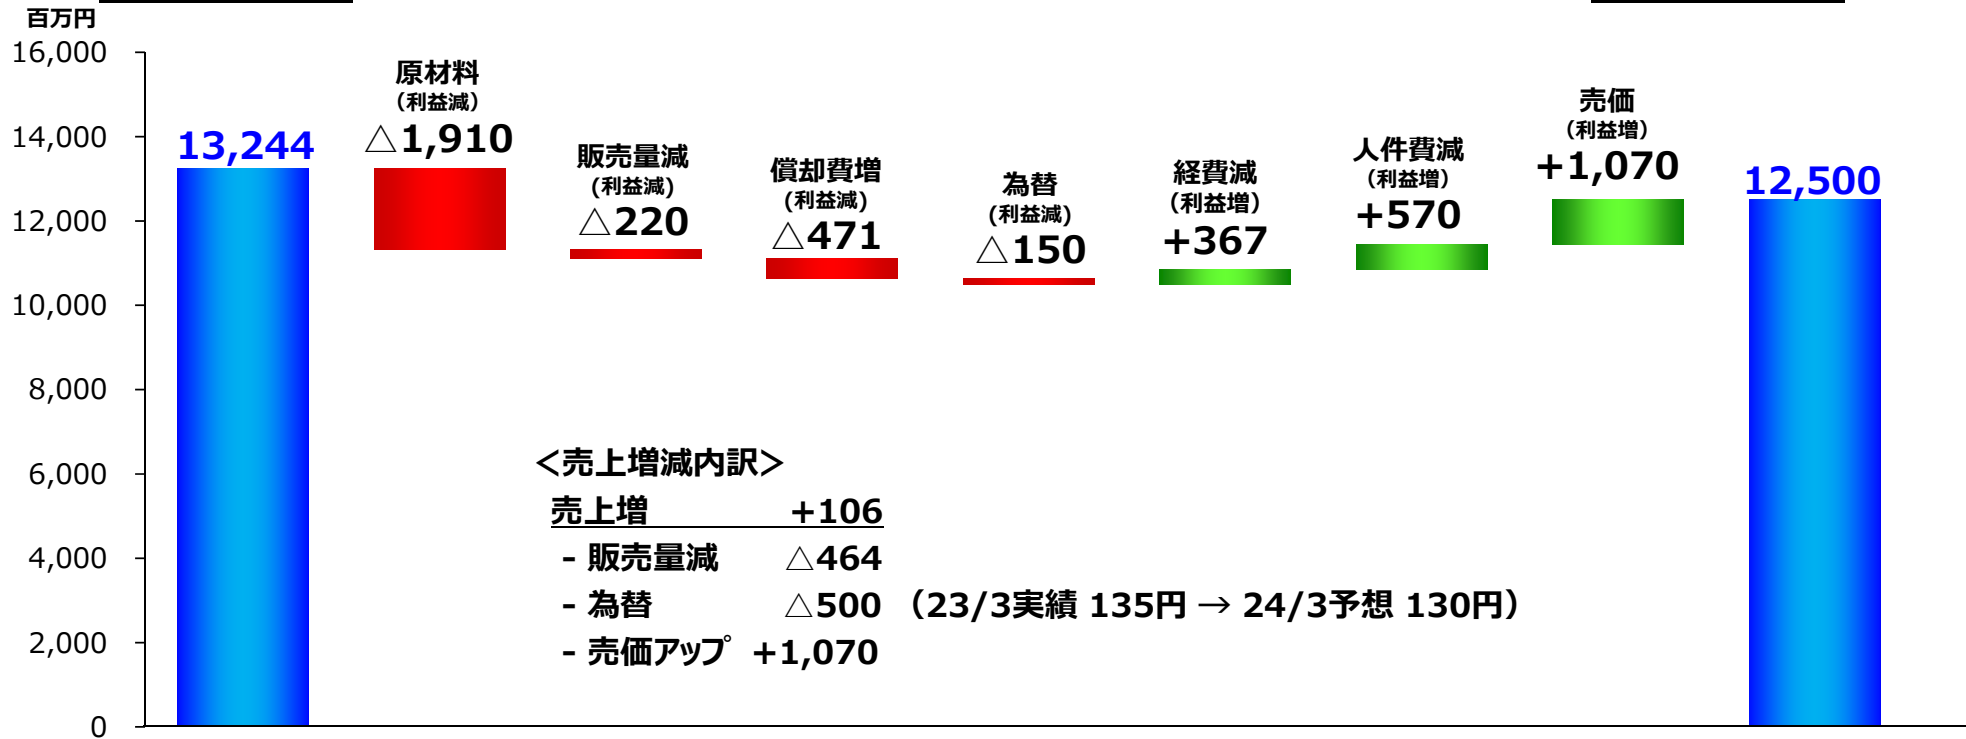 百万円
16,000
14,000
12,000
10,000
8,000
6,000
4,000
2,000
0
13,244
原材料
(利益減)
△1,910
販売量減
(利益減)
△220
償却費増
(利益減)
△471
為替
(利益減)
△150
経費減
(利益増)
+367
人件費減
(利益増)
+570
売価
(利益増)
+1,070
12,500
＜売上増減内訳＞
売上増 +106
- 販売量減 △464
- 為替 △500 （23/3実績 135円 → 24/3予想 130円）
- 売価アップ +1,070